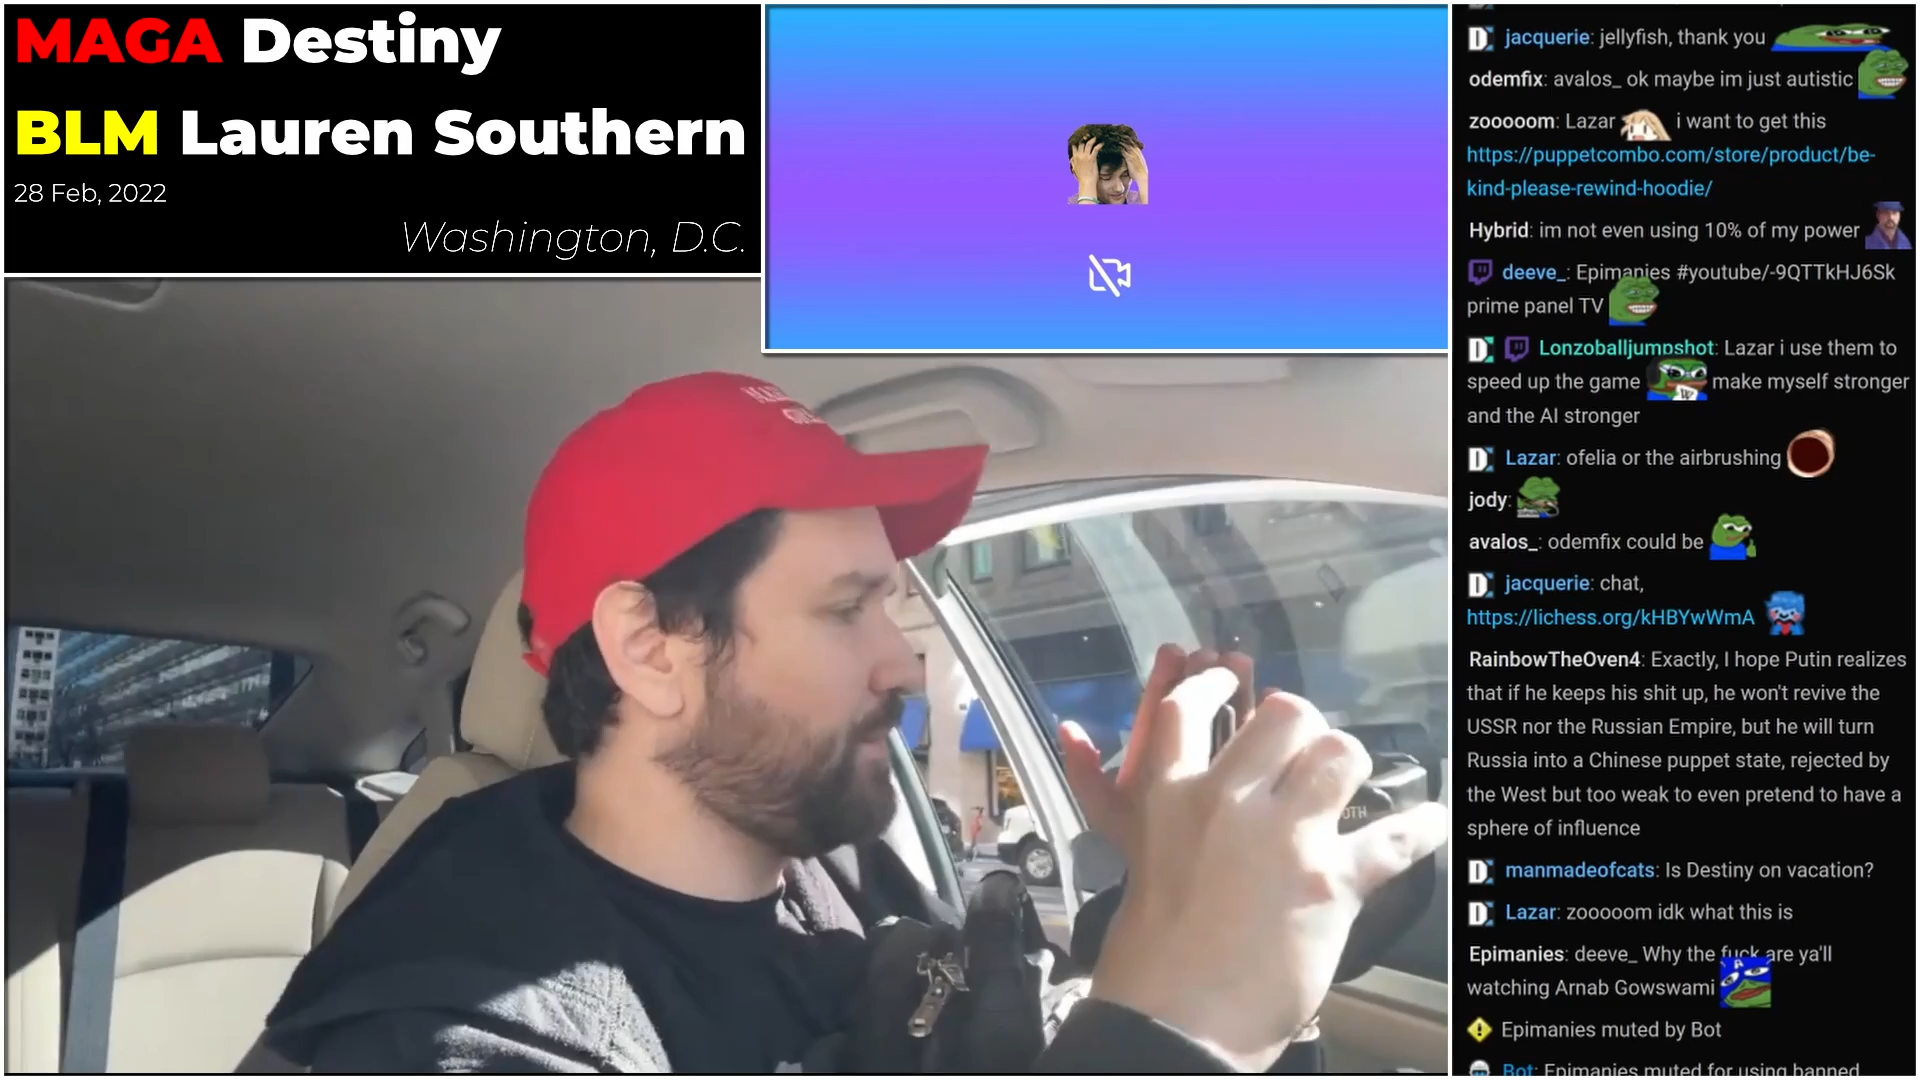 MAGA Destiny
BLM Lauren Southern
28 Feb, 2022
Washington, D.C.
jacquerie: jellyfish, thank you
odemfix: avalos_ ok maybe im just autistic
zooooom: Lazar i want to get this
https://puppetcombo.com/store/product/be-
kind-please-rewind-hoodie/
Hybrid: im not even using 10% of my power
deeve_: Epimanies #youtube/-9QTTkHJ6Sk
prime panel TV
Lonzoballjumpshot: Lazar i use them to
speed up the game make myself stronger
and the AI stronger
Lazar: ofelia or the airbrushing
jody:
avalos_: odemfix could be
jacquerie: chat,
https://lichess.org/kHBYwWmA
RainbowTheOven4: Exactly, I hope Putin realizes
that if he keeps his shit up, he won't revive the
USSR nor the Russian Empire, but he will turn
Russia into a Chinese puppet state, rejected by
the West but too weak to even pretend to have a
sphere of influence
manmadeofcats: Is Destiny on vacation?
Lazar: zooooom idk what this is
Epimanies: deeve_ Why the fuck are ya'll
watching Arnab Gowswami
Epimanies muted by Bot
Bot: Epimanies muted for using banned